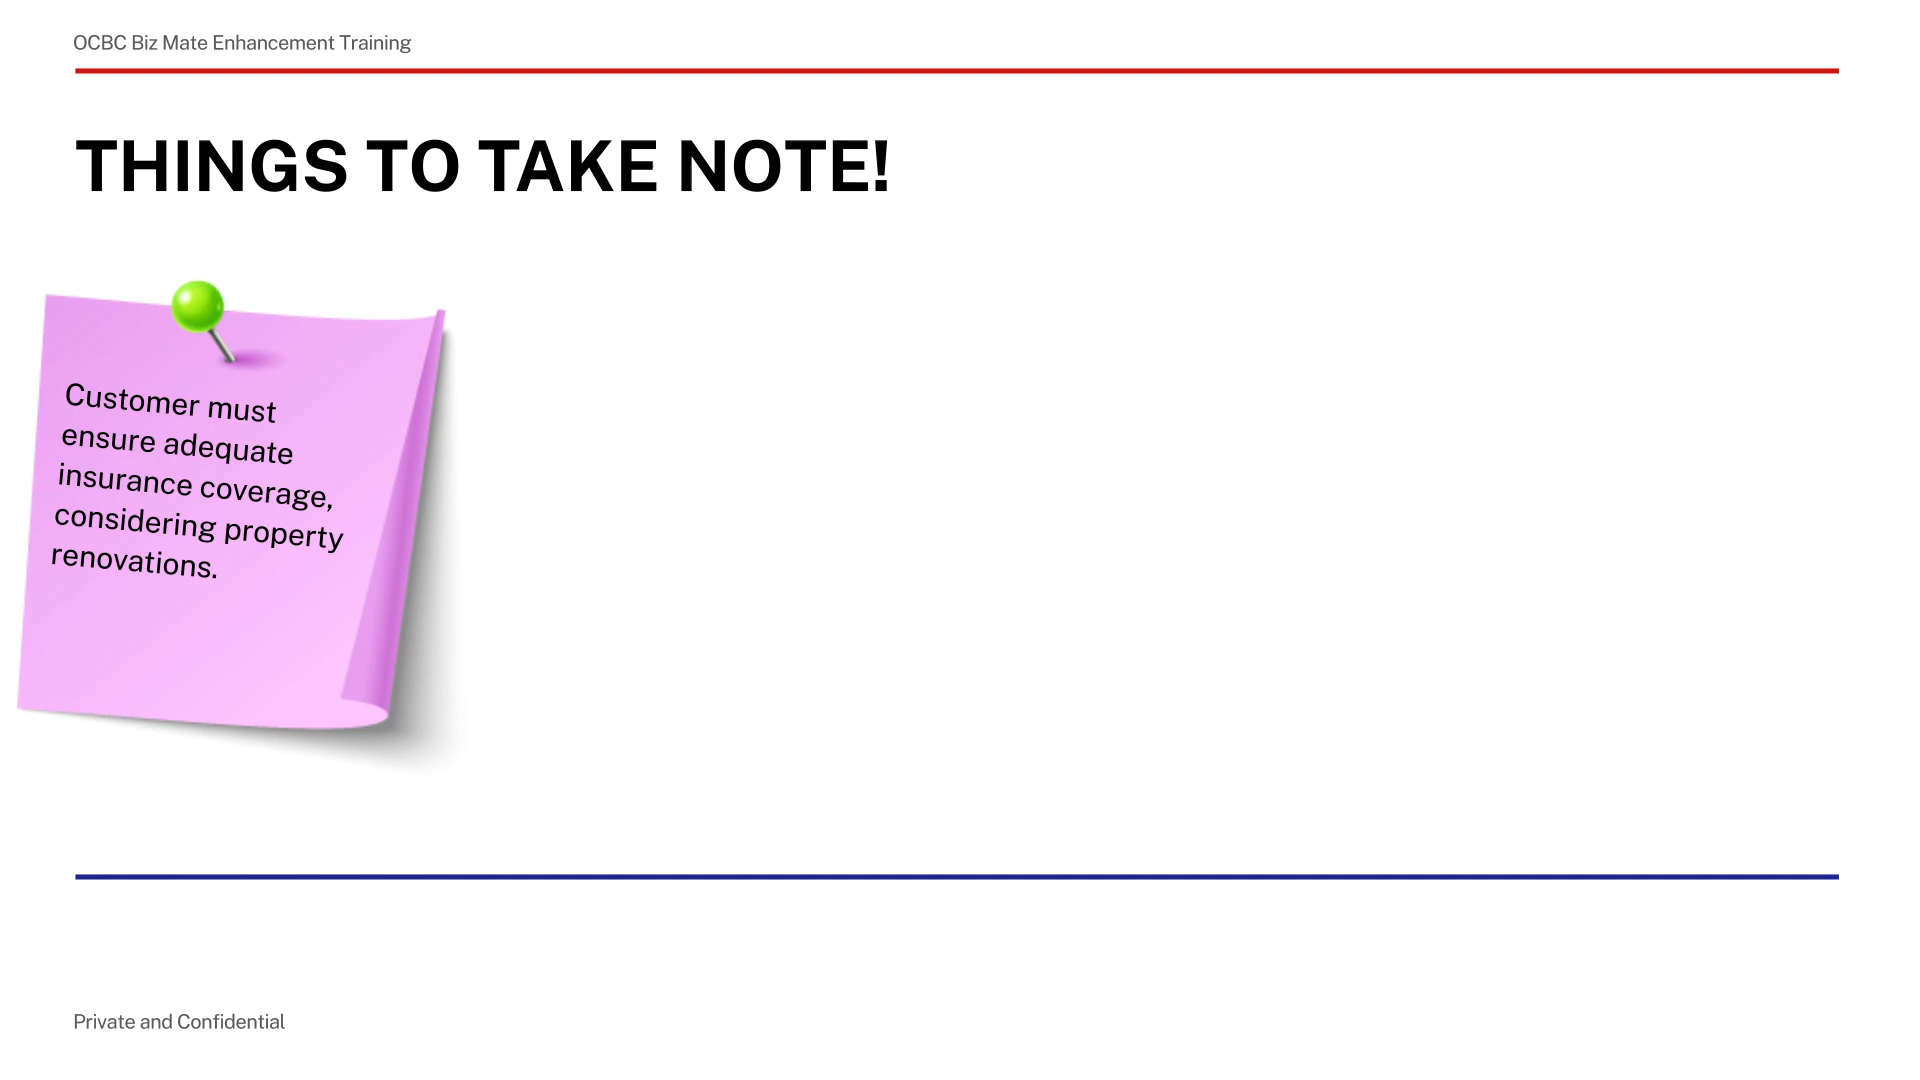 OCBC Biz Mate Enhancement Training
THINGS TO TAKE NOTE!
Customer must
ensure adequate
insurance coverage,
considering property
renovations.
Private and Confidential